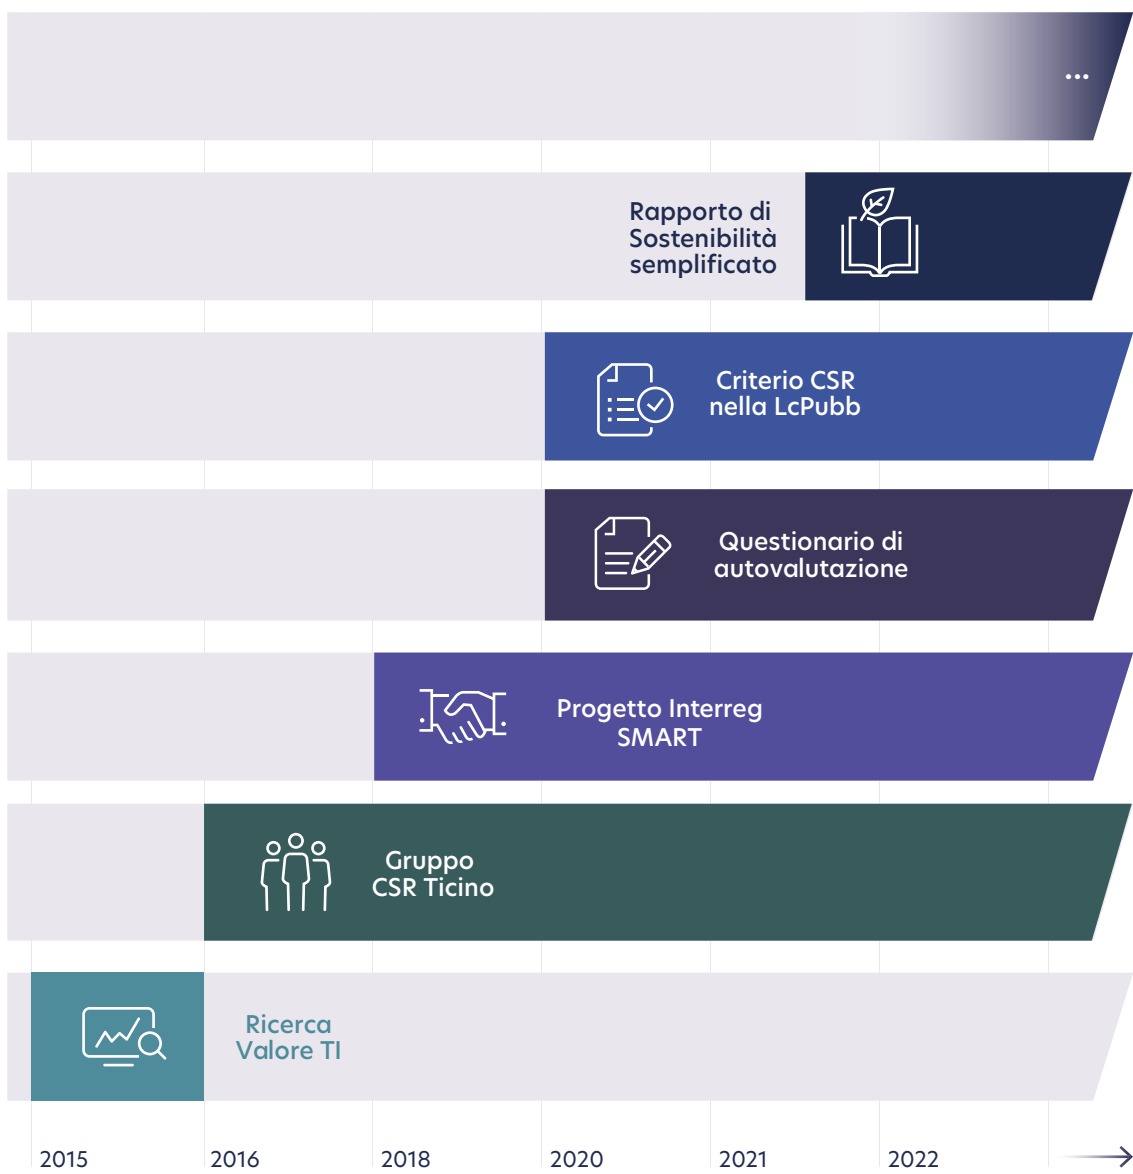 ...
Rapporto di
Sostenibilità
semplificato
Criterio CSR
nella LcPubb
Questionario di
autovalutazione
Progetto Interreg
SMART
Gruppo
CSR Ticino
Ricerca
Valore TI
2015 2016 2018 2020 2021 2022